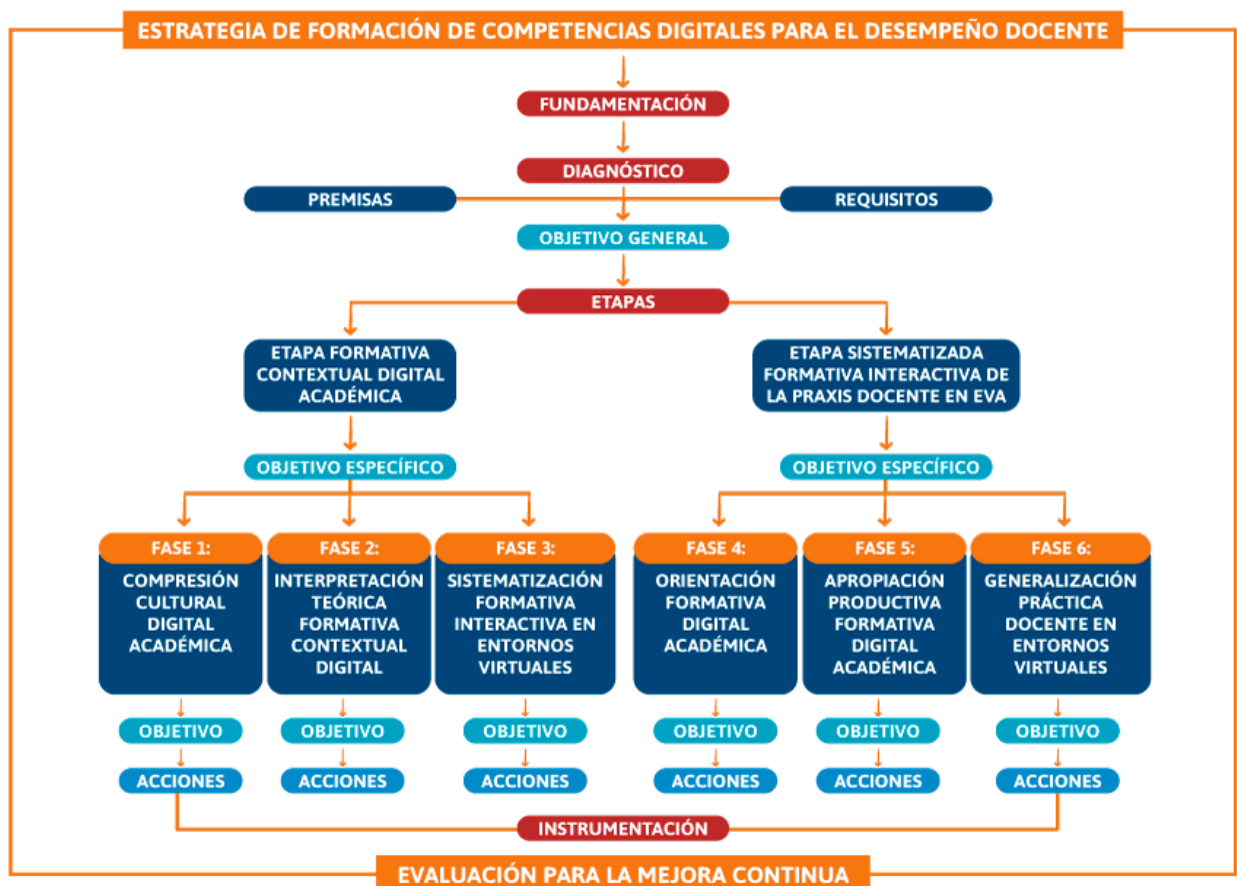 ESTRATEGIA DE FORMACIÓN DE COMPETENCIAS DIGITALES PARA EL DESEMPEÑO DOCENTE
FUNDAMENTACIÓN
DIAGNÓSTICO
PREMISAS
REQUISITOS
OBJETIVO GENERAL
ETAPAS
ETAPA FORMATIVA
CONTEXTUAL DIGITAL
ACADÉMICA
ETAPA SISTEMATIZADA
FORMATIVA INTERACTIVA DE
LA PRAXIS DOCENTE EN EVA
OBJETIVO ESPECÍFICO
OBJETIVO ESPECÍFICO
FASE 1:
COMPRESIÓN
CULTURAL
DIGITAL
ACADÉMICA
FASE 2:
INTERPRETACIÓN
TEÓRICA
FORMATIVA
CONTEXTUAL
DIGITAL
FASE 3:
SISTEMATIZACIÓN
FORMATIVA
INTERACTIVA EN
ENTORNOS
VIRTUALES
FASE 4:
ORIENTACIÓN
FORMATIVA
DIGITAL
ACADÉMICA
FASE 5:
APROPIACIÓN
PRODUCTIVA
FORMATIVA
DIGITAL
ACADÉMICA
FASE 6:
GENERALIZACIÓN
PRÁCTICA
DOCENTE EN
ENTORNOS
VIRTUALES
OBJETIVO
OBJETIVO
OBJETIVO
OBJETIVO
OBJETIVO
OBJETIVO
ACCIONES
ACCIONES
ACCIONES
ACCIONES
ACCIONES
ACCIONES
INSTRUMENTACIÓN
EVALUACIÓN PARA LA MEJORA CONTINUA